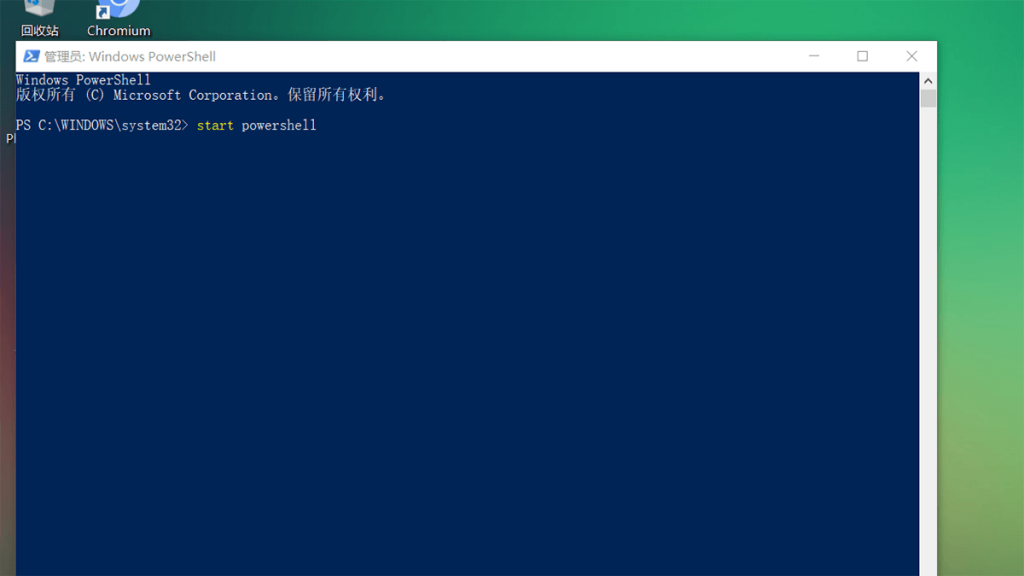 回收站
Chromium
管理员: Windows PowerShell
Windows PowerShell
版权所有 (C) Microsoft Corporation。保留所有权利。
PS C:\WINDOWS\system32> start powershell